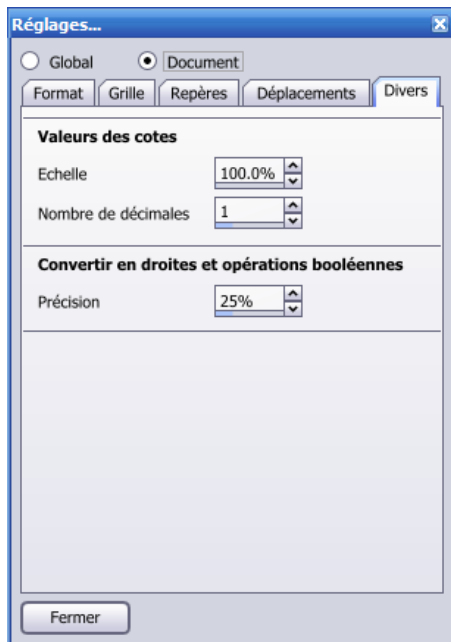 Réglages...
Global Document
Format Grille Repères Déplacements Divers
Valeurs des cotes
Echelle 100.0%
Nombre de décimales 1
Convertir en droites et opérations booléennes
Précision 25%
Fermer